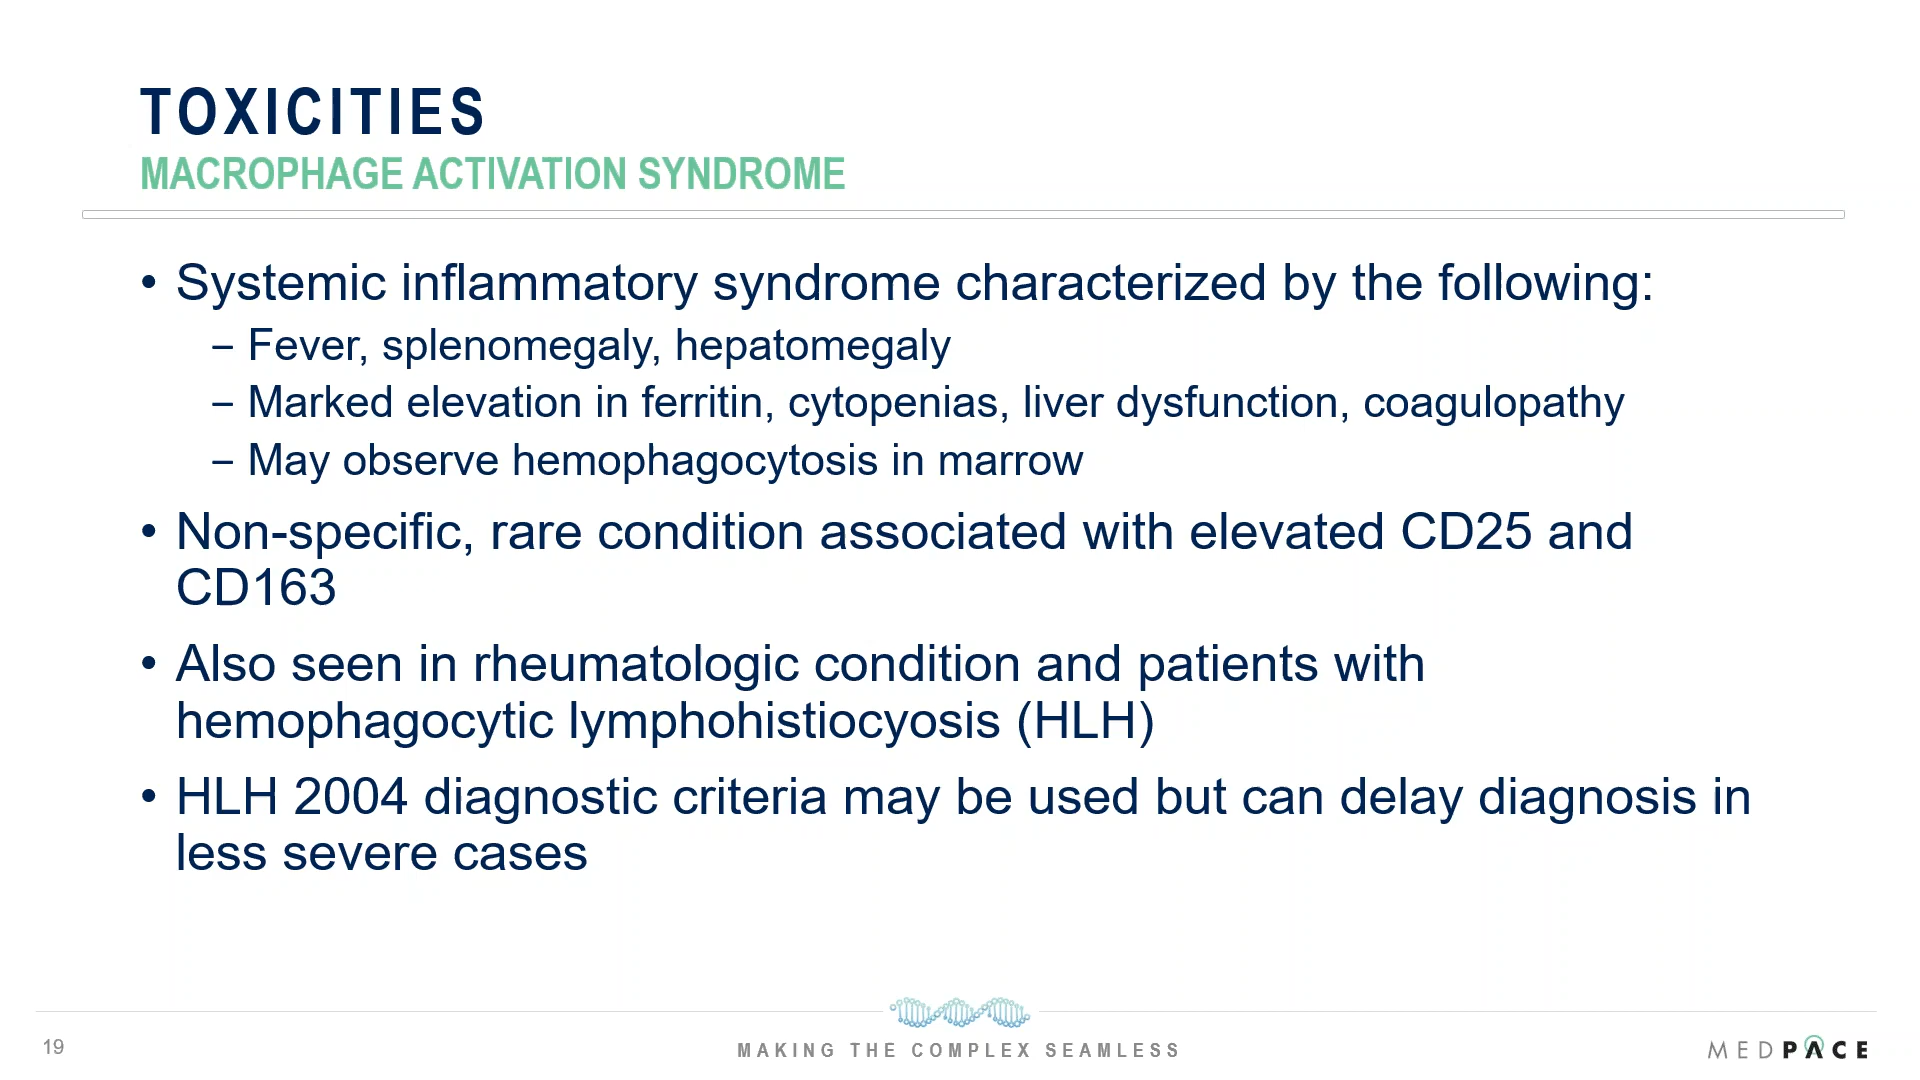 TOXICITIES
MACROPHAGE ACTIVATION SYNDROME
• Systemic inflammatory syndrome characterized by the following:
– Fever, splenomegaly, hepatomegaly
– Marked elevation in ferritin, cytopenias, liver dysfunction, coagulopathy
– May observe hemophagocytosis in marrow
• Non-specific, rare condition associated with elevated CD25 and
CD163
• Also seen in rheumatologic condition and patients with
hemophagocytic lymphohistiocyosis (HLH)
• HLH 2004 diagnostic criteria may be used but can delay diagnosis in
less severe cases
19
MAKING THE COMPLEX SEAMLESS
MEDPACE